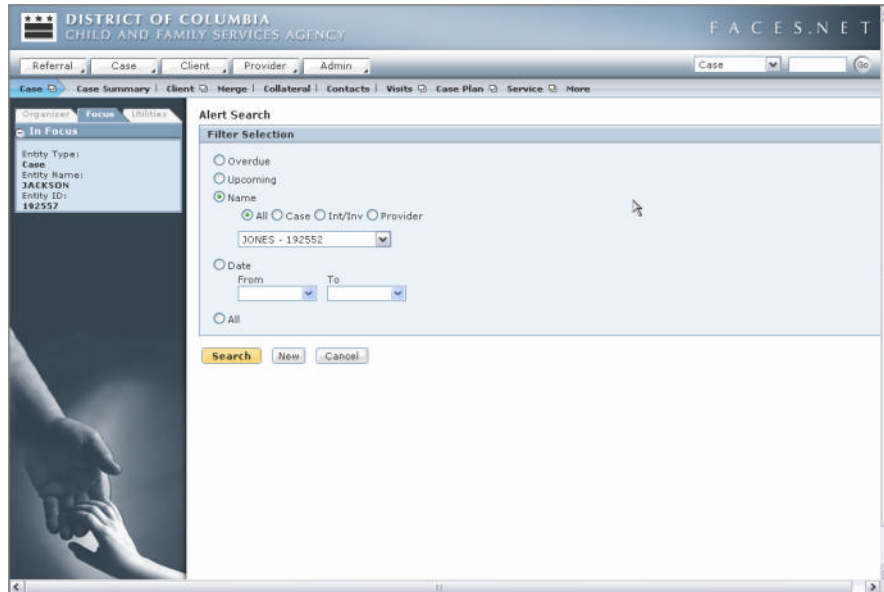 DISTRICT OF COLUMBIA
CHILD AND FAMILY SERVICES AGENCY
FACES.NET
Referral Case Client Provider Admin Case Go
Case Case Summary | Client Merge | Collateral | Contacts | Visits Case Plan Service More
Organizer Focus Utilities
In Focus
Entity Type:
Case
Entity Name:
JACKSON
Entity ID:
192557
Alert Search
Filter Selection
Overdue
Upcoming
Name
All Case Int/Inv Provider
JONES - 192552
Date
From To
All
Search New Cancel